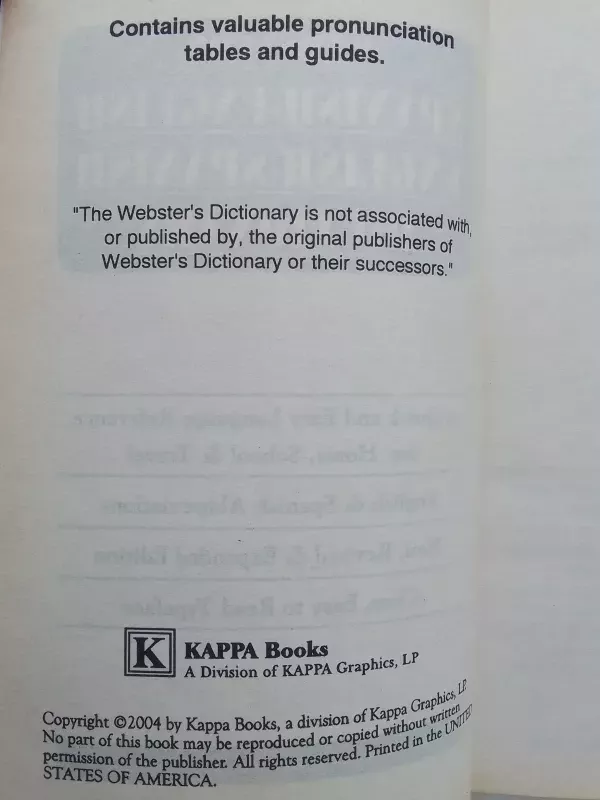 Contains valuable pronunciation
tables and guides.
"The Webster's Dictionary is not associated with,
or published by, the original publishers of
Webster's Dictionary or their successors."
K
KAPPA Books
A Division of KAPPA Graphics, LP
Copyright ©2004 by Kappa Books, a division of Kappa Graphics, LP.
No part of this book may be reproduced or copied without written
permission of the publisher. All rights reserved. Printed in the UNITED
STATES OF AMERICA.